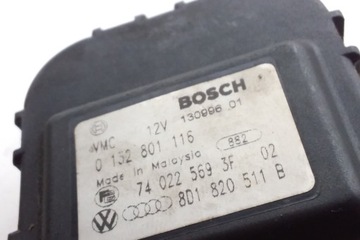 BOSCH
12V 130996 01
VMC
0 132 801 116 882
Made in Malaysia
74 022 569 3F 02
8D1 820 511 B